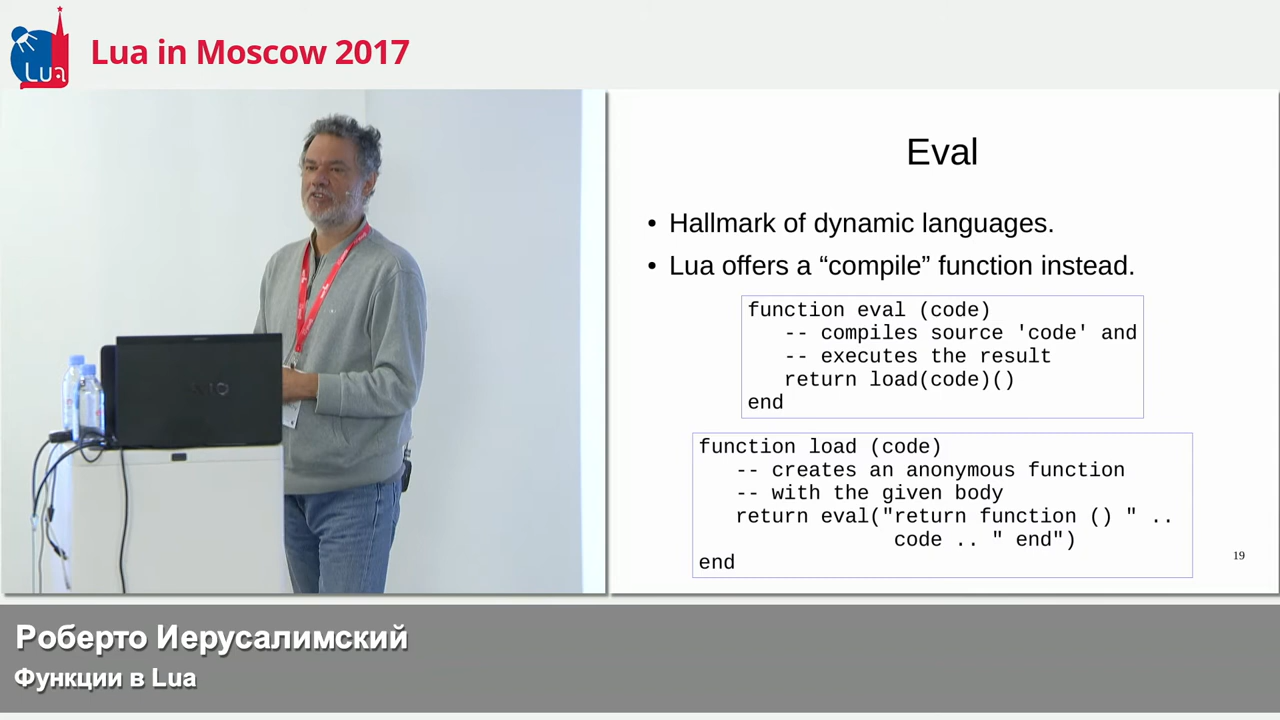 Lua
Lua in Moscow 2017
Eval
• Hallmark of dynamic languages.
• Lua offers a “compile” function instead.
function eval (code)
   -- compiles source 'code' and
   -- executes the result
   return load(code)()
end
function load (code)
   -- creates an anonymous function
   -- with the given body
   return eval("return function () " ..
                code .. " end")
end
19
VAIO
Роберто Иерусалимский
Функции в Lua